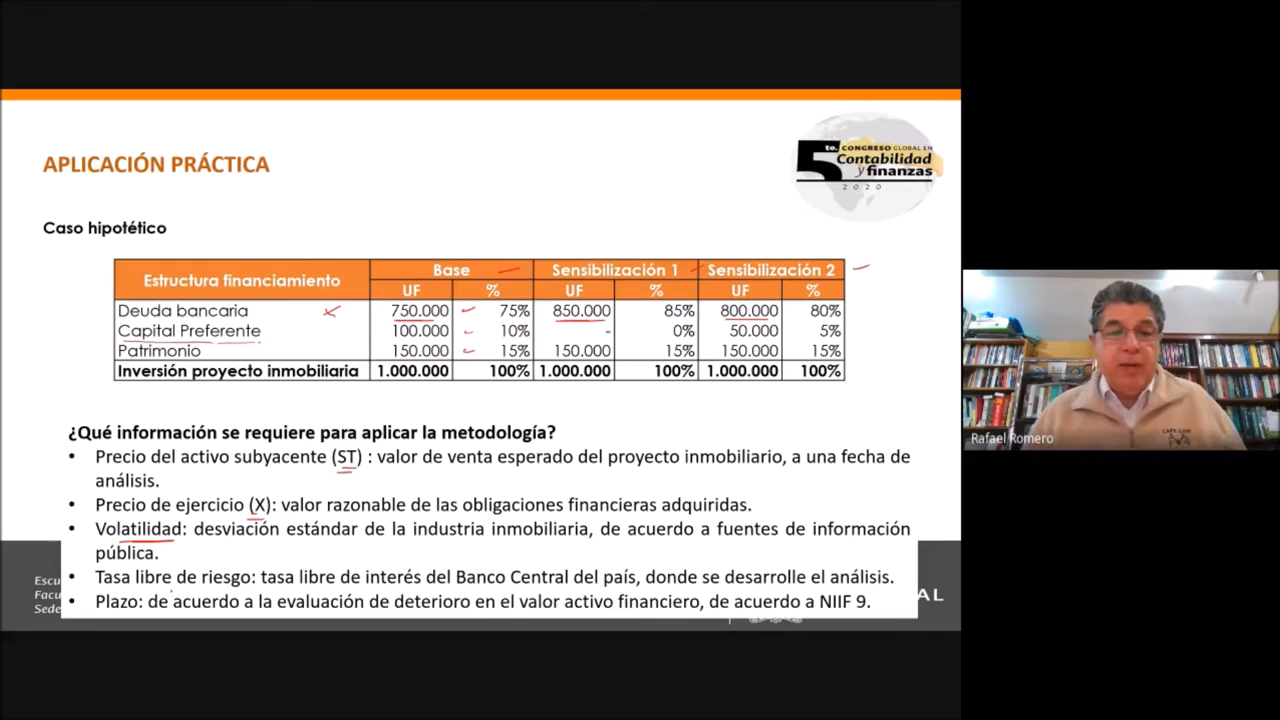 APLICACIÓN PRÁCTICA
5to. CONGRESO GLOBAL EN
Contabilidad
y finanzas
2020
Caso hipotético
Estructura financiamiento Base Sensibilización 1 Sensibilización 2
UF % UF % UF %
Deuda bancaria 750.000 75% 850.000 85% 800.000 80%
Capital Preferente 100.000 10% - 0% 50.000 5%
Patrimonio 150.000 15% 150.000 15% 150.000 15%
Inversión proyecto inmobiliaria 1.000.000 100% 1.000.000 100% 1.000.000 100%
¿Qué información se requiere para aplicar la metodología?
• Precio del activo subyacente (ST) : valor de venta esperado del proyecto inmobiliario, a una fecha de
análisis.
• Precio de ejercicio (X): valor razonable de las obligaciones financieras adquiridas.
• Volatilidad: desviación estándar de la industria inmobiliaria, de acuerdo a fuentes de información
pública.
• Tasa libre de riesgo: tasa libre de interés del Banco Central del país, donde se desarrolle el análisis.
• Plazo: de acuerdo a la evaluación de deterioro en el valor activo financiero, de acuerdo a NIIF 9.
Escu
Facu
Sede
AL
Rafael Romero